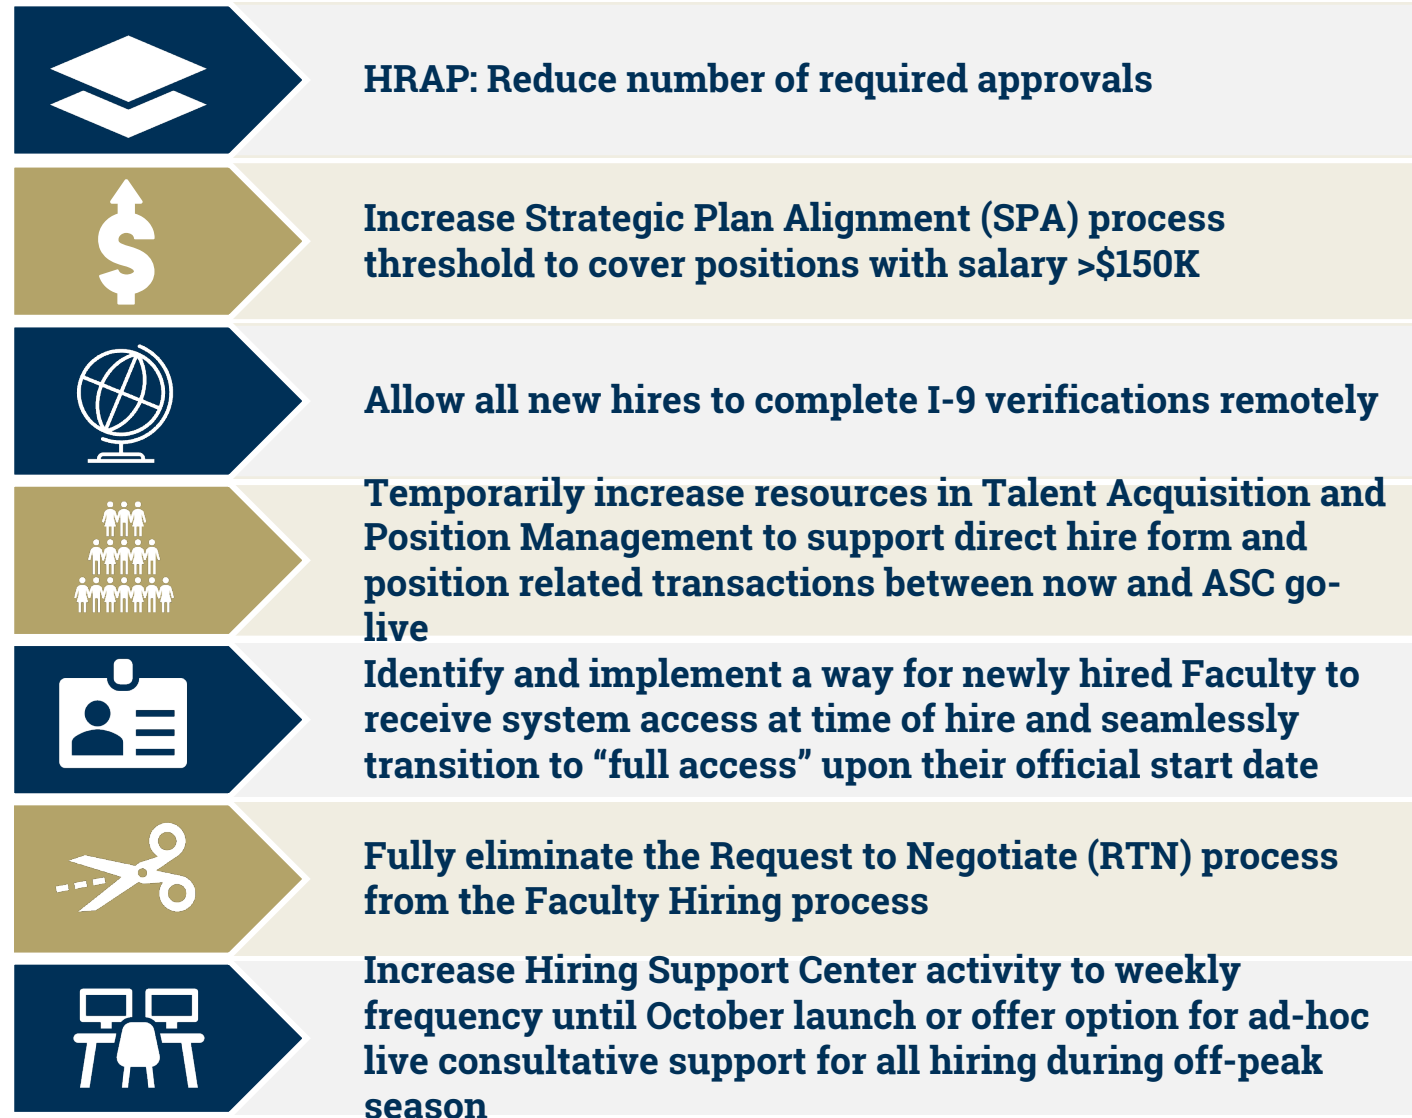 HRAP: Reduce number of required approvals
Increase Strategic Plan Alignment (SPA) process
threshold to cover positions with salary >$150K
Allow all new hires to complete I-9 verifications remotely
Temporarily increase resources in Talent Acquisition and
Position Management to support direct hire form and
position related transactions between now and ASC go-
live
Identify and implement a way for newly hired Faculty to
receive system access at time of hire and seamlessly
transition to “full access” upon their official start date
Fully eliminate the Request to Negotiate (RTN) process
from the Faculty Hiring process
Increase Hiring Support Center activity to weekly
frequency until October launch or offer option for ad-hoc
live consultative support for all hiring during off-peak
season